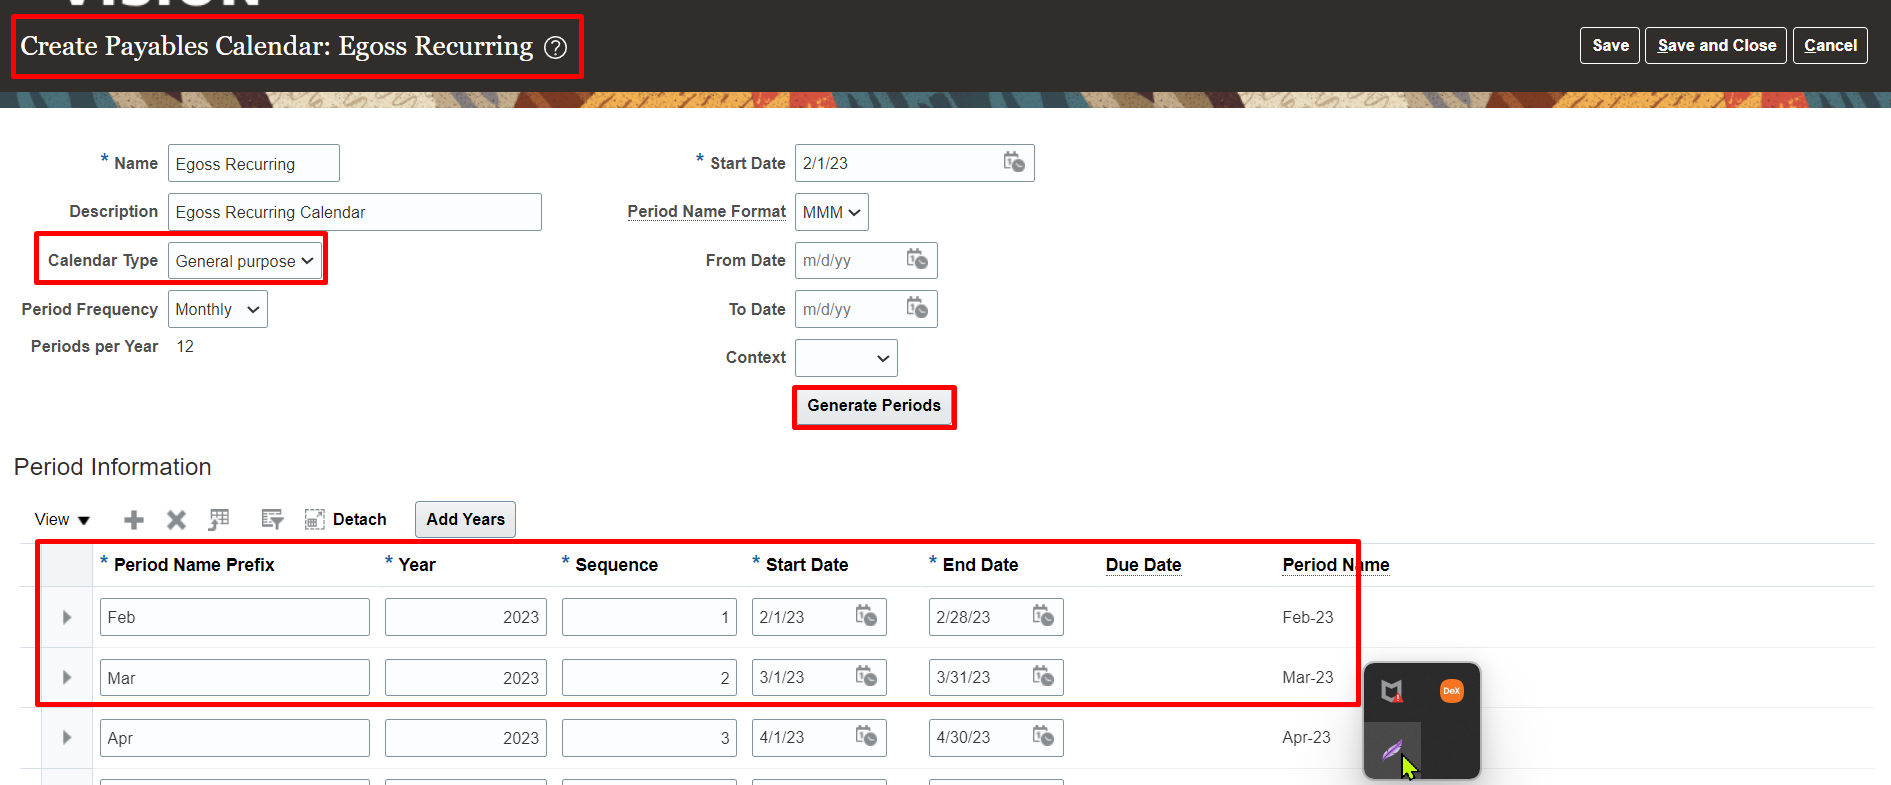 VISION
Create Payables Calendar: Egoss Recurring ?
Save
Save and Close
Cancel
* Name Egoss Recurring
Description Egoss Recurring Calendar
Calendar Type General purpose
Period Frequency Monthly
Periods per Year 12
* Start Date 2/1/23
Period Name Format MMM
From Date m/d/yy
To Date m/d/yy
Context
Generate Periods
Period Information
View Detach Add Years
* Period Name Prefix * Year * Sequence * Start Date * End Date Due Date Period Name
Feb 2023 1 2/1/23 2/28/23 Feb-23
Mar 2023 2 3/1/23 3/31/23 Mar-23
Apr 2023 3 4/1/23 4/30/23 Apr-23
DeX